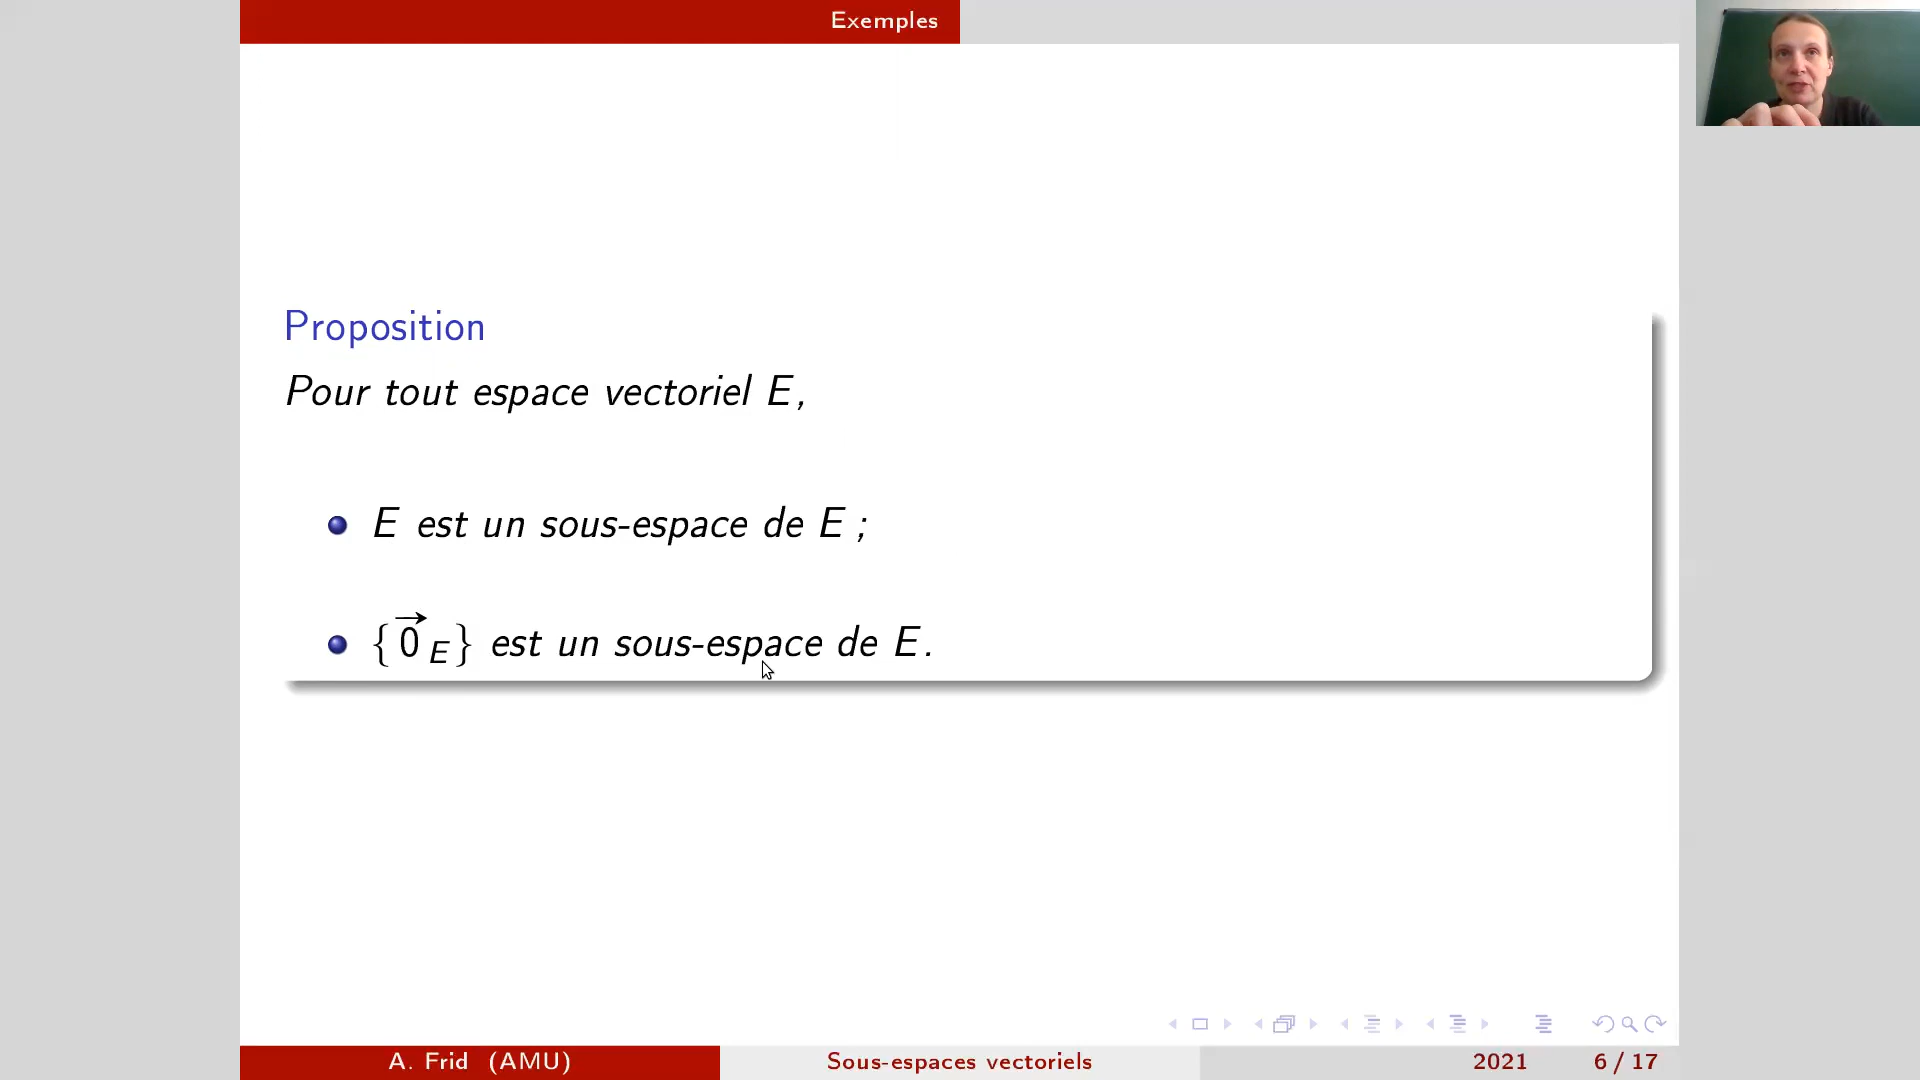 Exemples
Proposition
Pour tout espace vectoriel E,
E est un sous-espace de E ;
{0⃗_E} est un sous-espace de E.
A. Frid (AMU) Sous-espaces vectoriels 2021 6 / 17